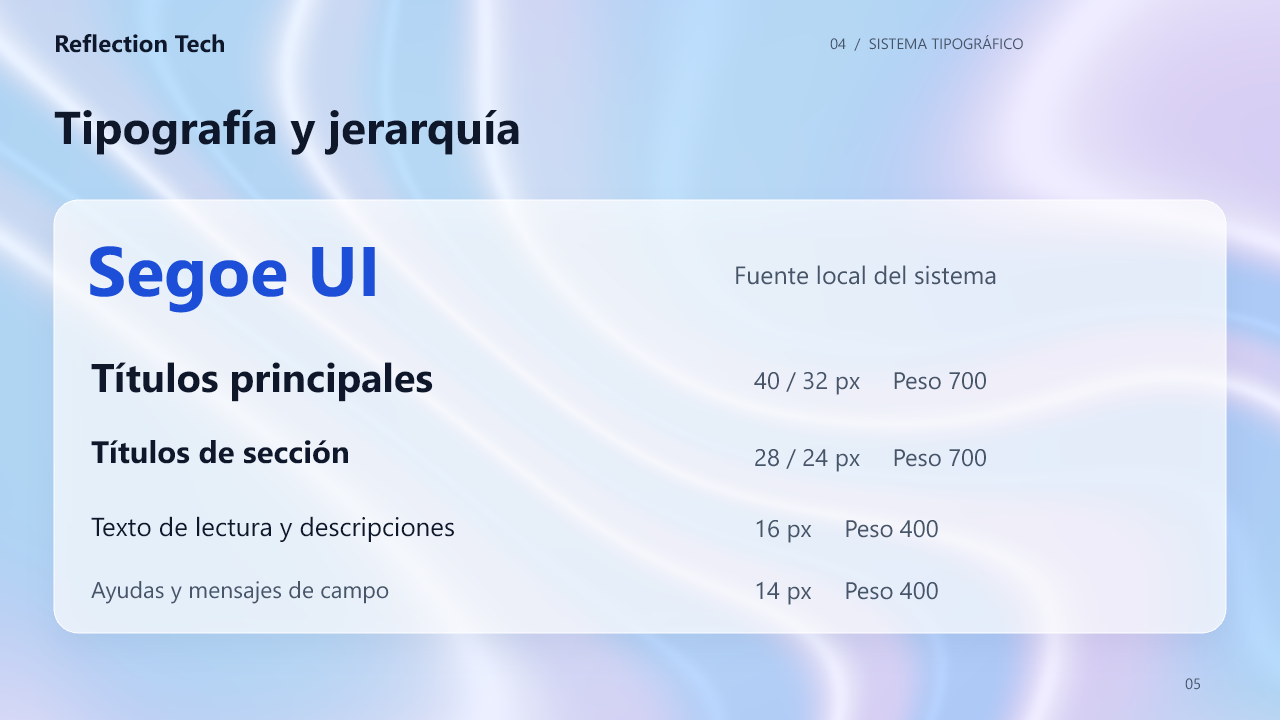 Reflection Tech
04 / SISTEMA TIPOGRÁFICO
Tipografía y jerarquía
Segoe UI
Fuente local del sistema
Títulos principales
40 / 32 px Peso 700
Títulos de sección
28 / 24 px Peso 700
Texto de lectura y descripciones
16 px Peso 400
Ayudas y mensajes de campo
14 px Peso 400
05